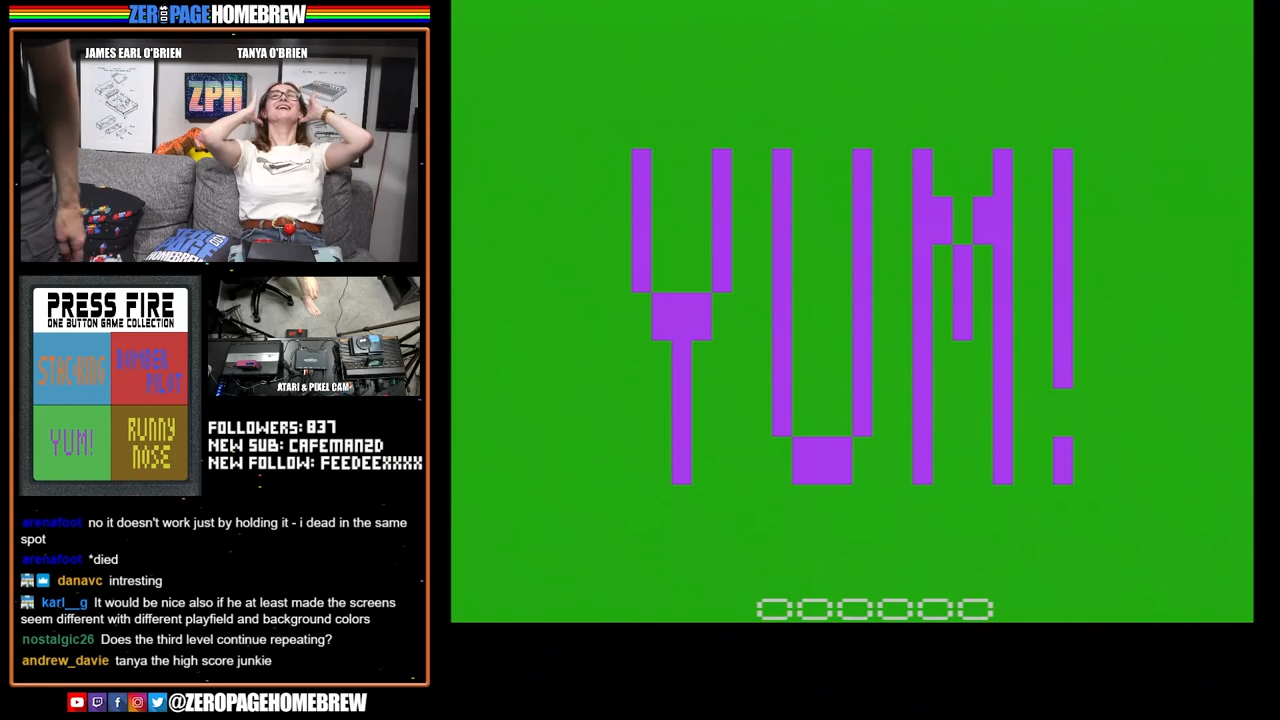 ZEROPAGEHOMEBREW
JAMES EARL O'BRIEN
TANYA O'BRIEN
ZPH
PRESS FIRE
ONE BUTTON GAME COLLECTION
STAC-KING
BOMBER
PILOT
YUM!
RUNNY
NOSE
ATARI & PIXEL CAM
FOLLOWERS: 837
NEW SUB: CAFEMAN2D
NEW FOLLOW: FEEDEEXXXX
arenafoot no it doesn't work just by holding it - i dead in the same
spot
arenafoot *died
danavc intresting
karl__g It would be nice also if he at least made the screens
seem different with different playfield and background colors
nostalgic26 Does the third level continue repeating?
andrew_davie tanya the high score junkie
@ZEROPAGEHOMEBREW
YUM!
000000